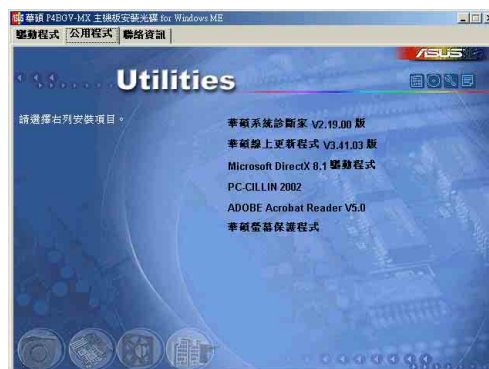 華碩 P4BGV-MX 主機板安裝光碟 for Windows ME
驅動程式 公用程式 聯絡資訊
ASUS
Utilities
請選擇右列安裝項目。
華碩系統診斷家 V2.19.00 版
華碩線上更新程式 V3.41.03 版
Microsoft DirectX 8.1 驅動程式
PC-CILLIN 2002
ADOBE Acrobat Reader V5.0
華碩螢幕保護程式